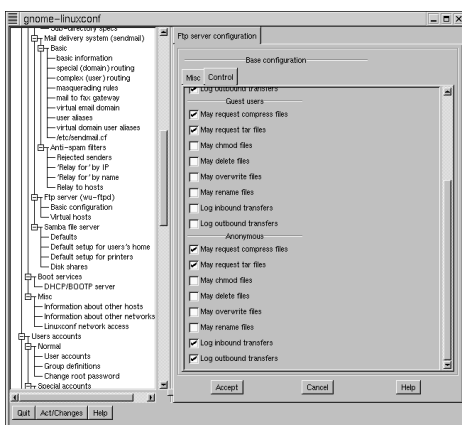 gnome-linuxconf
Sub-directory specs
Mail delivery system (sendmail)
Basic
basic information
special (domain) routing
complex (user) routing
masquerading rules
mail to fax gateway
virtual email domain
user aliases
virtual domain user aliases
/etc/sendmail.cf
Anti-spam filters
Rejected senders
'Relay for' by IP
'Relay for' by name
Relay to hosts
Ftp server (wu-ftpd)
Basic configuration
Virtual hosts
Samba file server
Defaults
Default setup for users's home
Default setup for printers
Disk shares
Boot services
DHCP/BOOTP server
Misc
Information about other hosts
Information about other networks
Linuxconf network access
Users accounts
Normal
User accounts
Group definitions
Change root password
Special accounts
Quit Act/Changes Help
Ftp server configuration
Base configuration
Misc Control
Log outbound transfers
Guest users
May request compress files
May request tar files
May chmod files
May delete files
May overwrite files
May rename files
Log inbound transfers
Log outbound transfers
Anonymous
May request compress files
May request tar files
May chmod files
May delete files
May overwrite files
May rename files
Log inbound transfers
Log outbound transfers
Accept Cancel Help